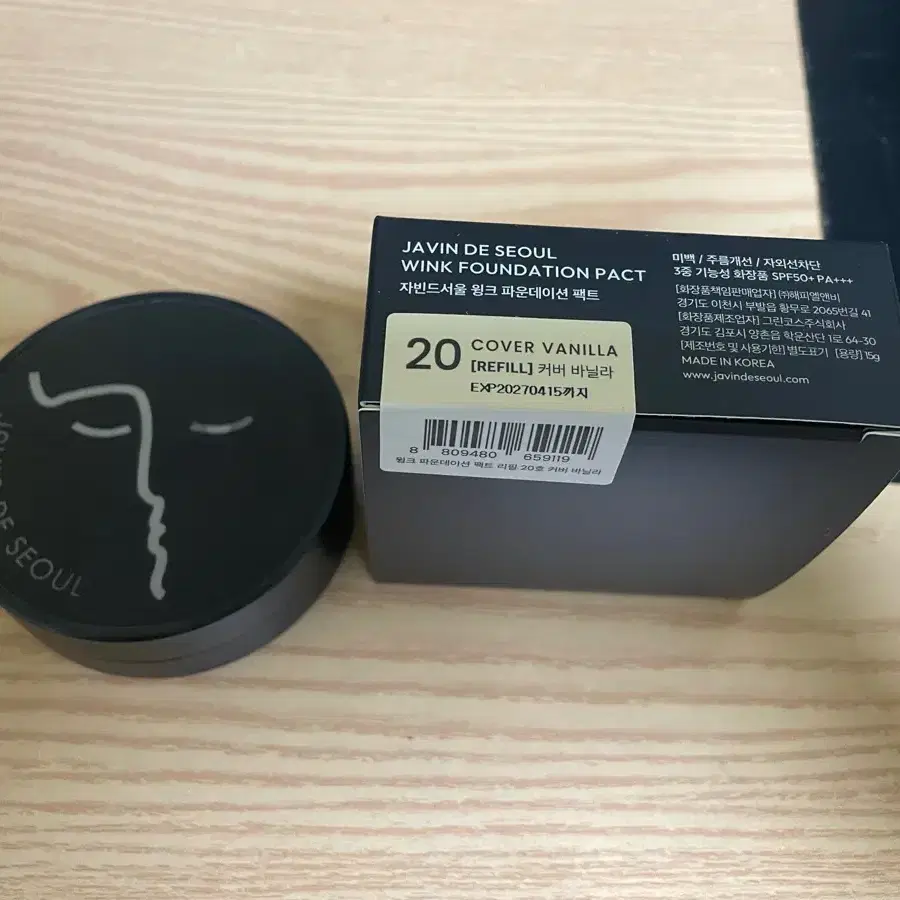 JAVIN DE SEOUL
WINK FOUNDATION PACT
자빈드서울 윙크 파운데이션 팩트
20 COVER VANILLA
[REFILL] 커버 바닐라
EXP20270415까지
8 809480 659119
윙크 파운데이션 팩트 리필 20호 커버 바닐라
미백 / 주름개선 / 자외선차단
3중 기능성 화장품 SPF50+ PA+++
[화장품책임판매업자] ㈜해피엘앤비
경기도 이천시 부발읍 황무로 2065번길 41
[화장품제조업자] 그린코스주식회사
경기도 김포시 양촌읍 학운산단 1로 64-30
[제조번호 및 사용기한] 별도표기 [용량] 15g
MADE IN KOREA
www.javindeseoul.com
DE SEOUL